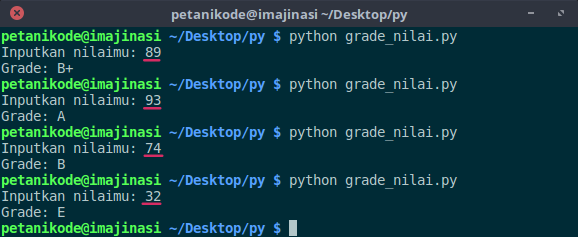 petanikode@imajinasi ~/Desktop/py
petanikode@imajinasi ~/Desktop/py $ python grade_nilai.py
Inputkan nilaimu: 89
Grade: B+
petanikode@imajinasi ~/Desktop/py $ python grade_nilai.py
Inputkan nilaimu: 93
Grade: A
petanikode@imajinasi ~/Desktop/py $ python grade_nilai.py
Inputkan nilaimu: 74
Grade: B
petanikode@imajinasi ~/Desktop/py $ python grade_nilai.py
Inputkan nilaimu: 32
Grade: E
petanikode@imajinasi ~/Desktop/py $